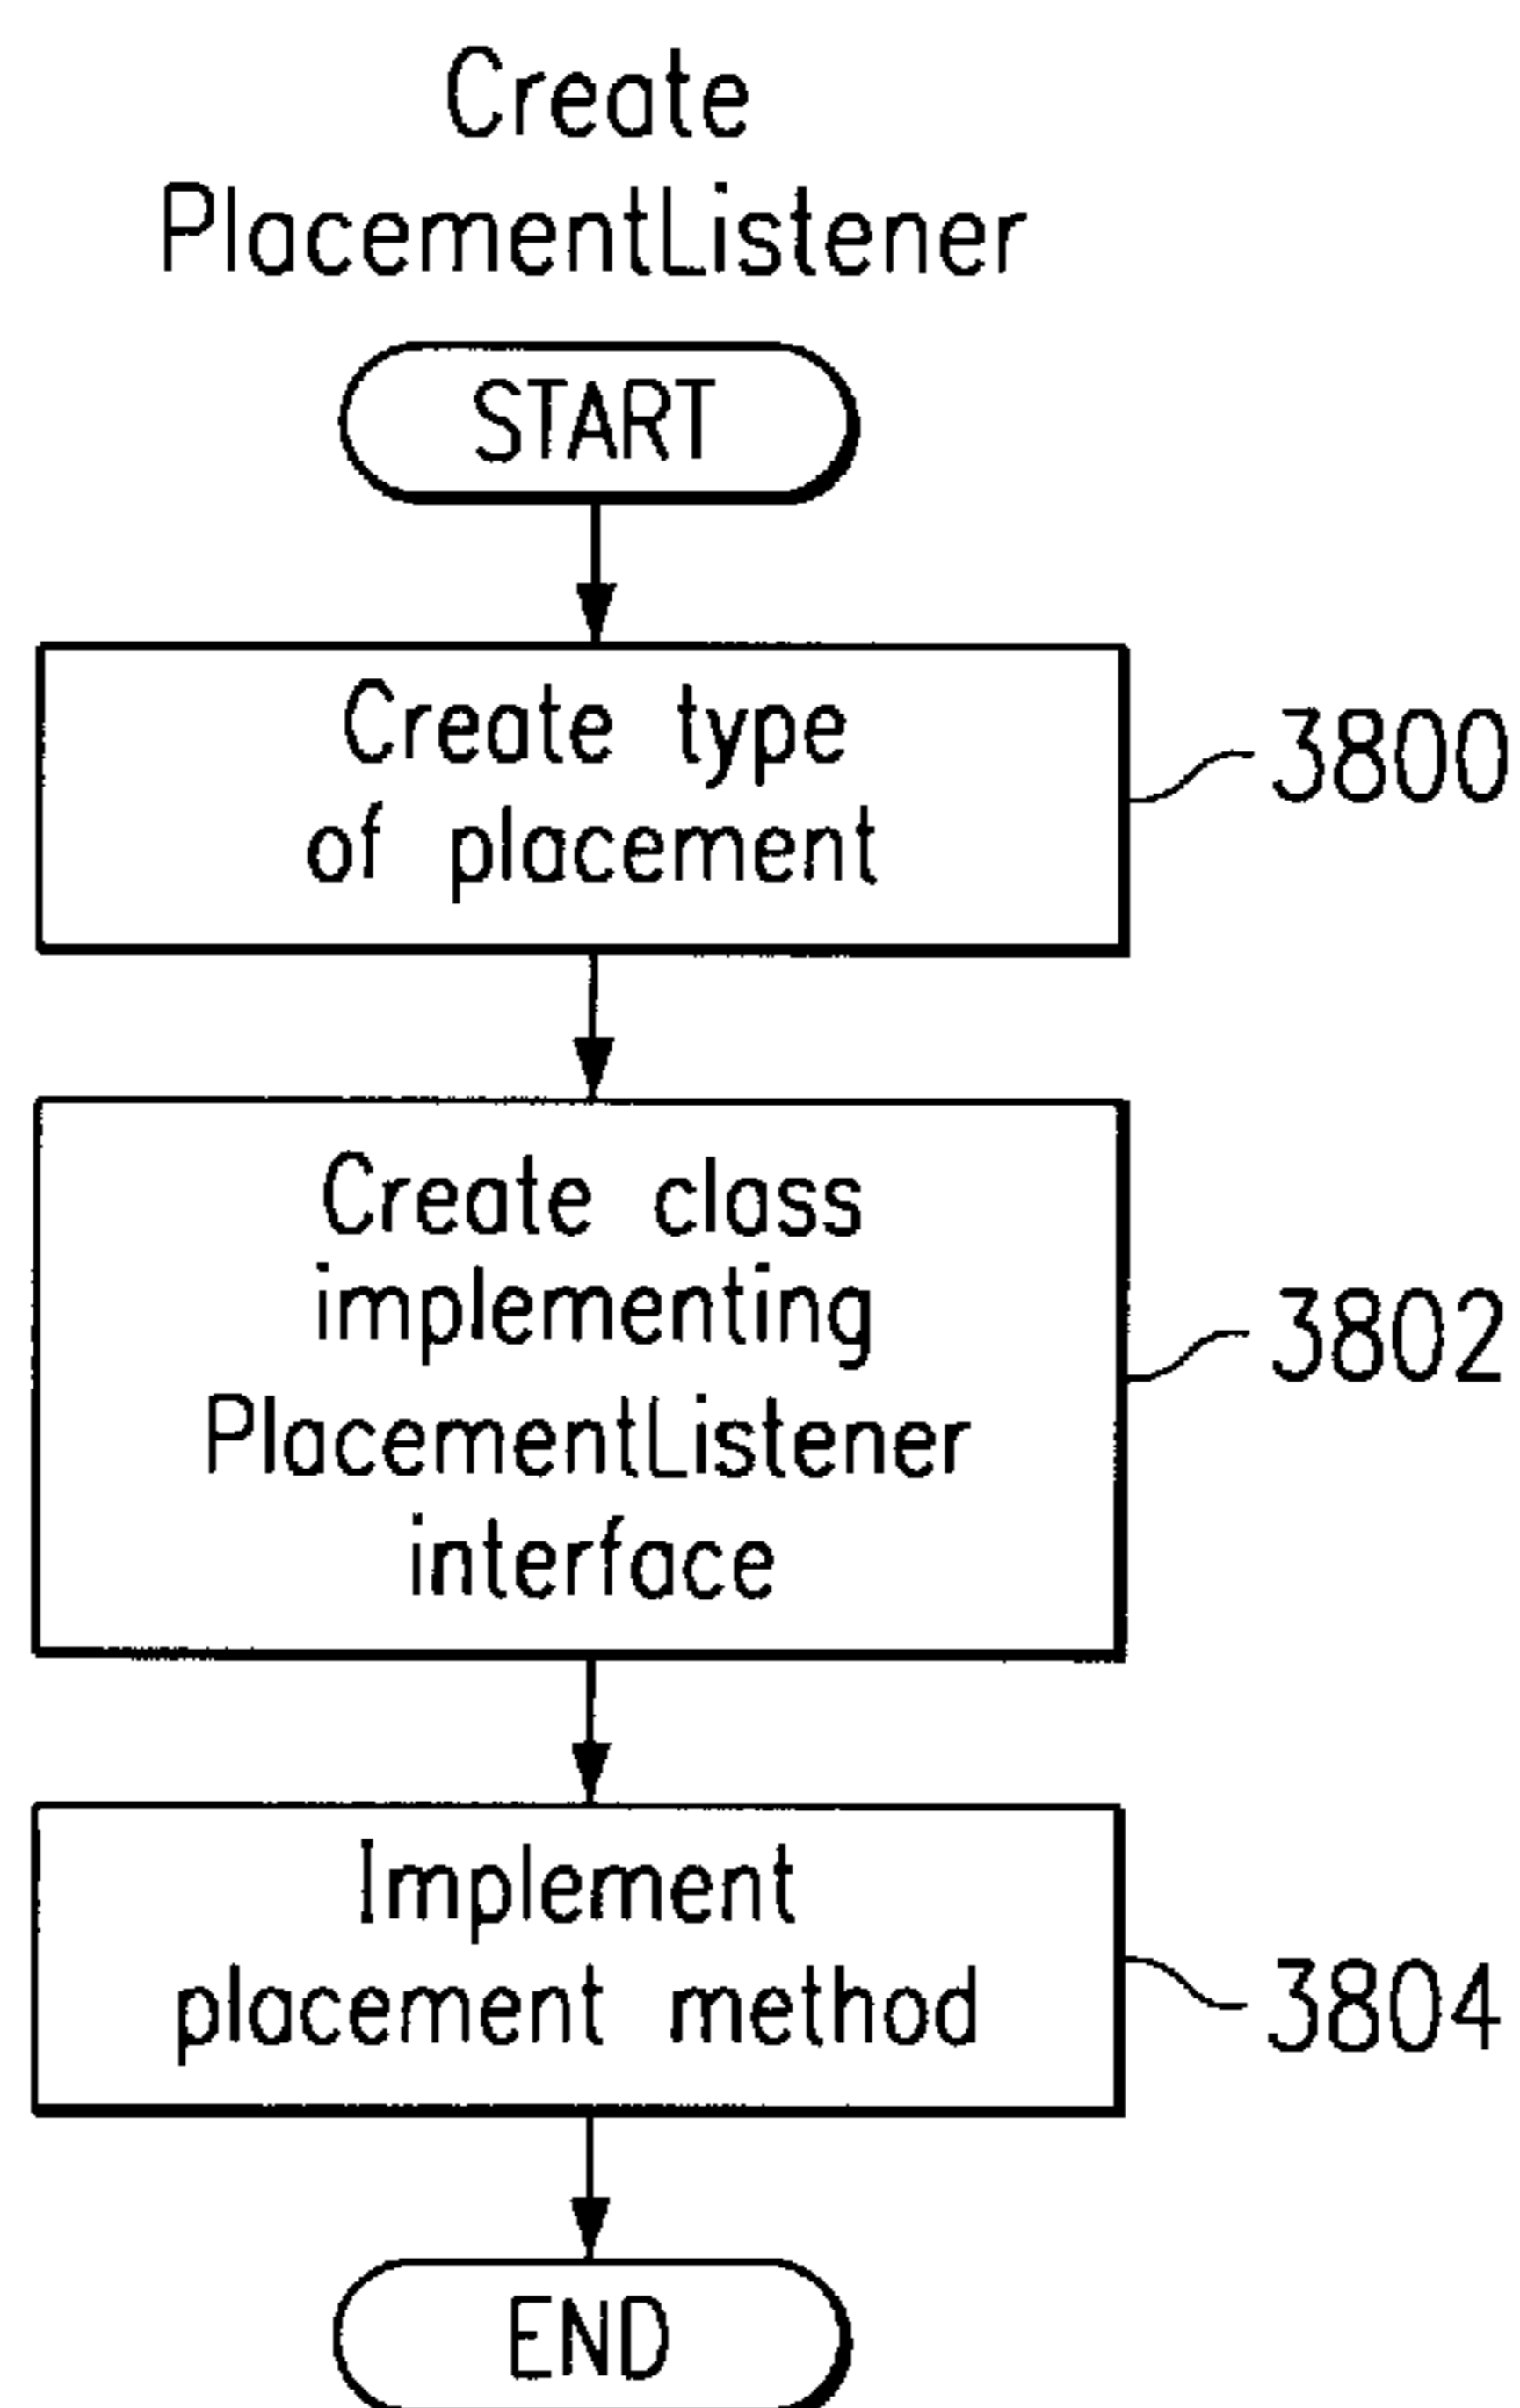 Create
PlacementListener
START
Create type
of placement
3800
Create class
implementing
PlacementListener
interface
3802
Implement
placement method
3804
END